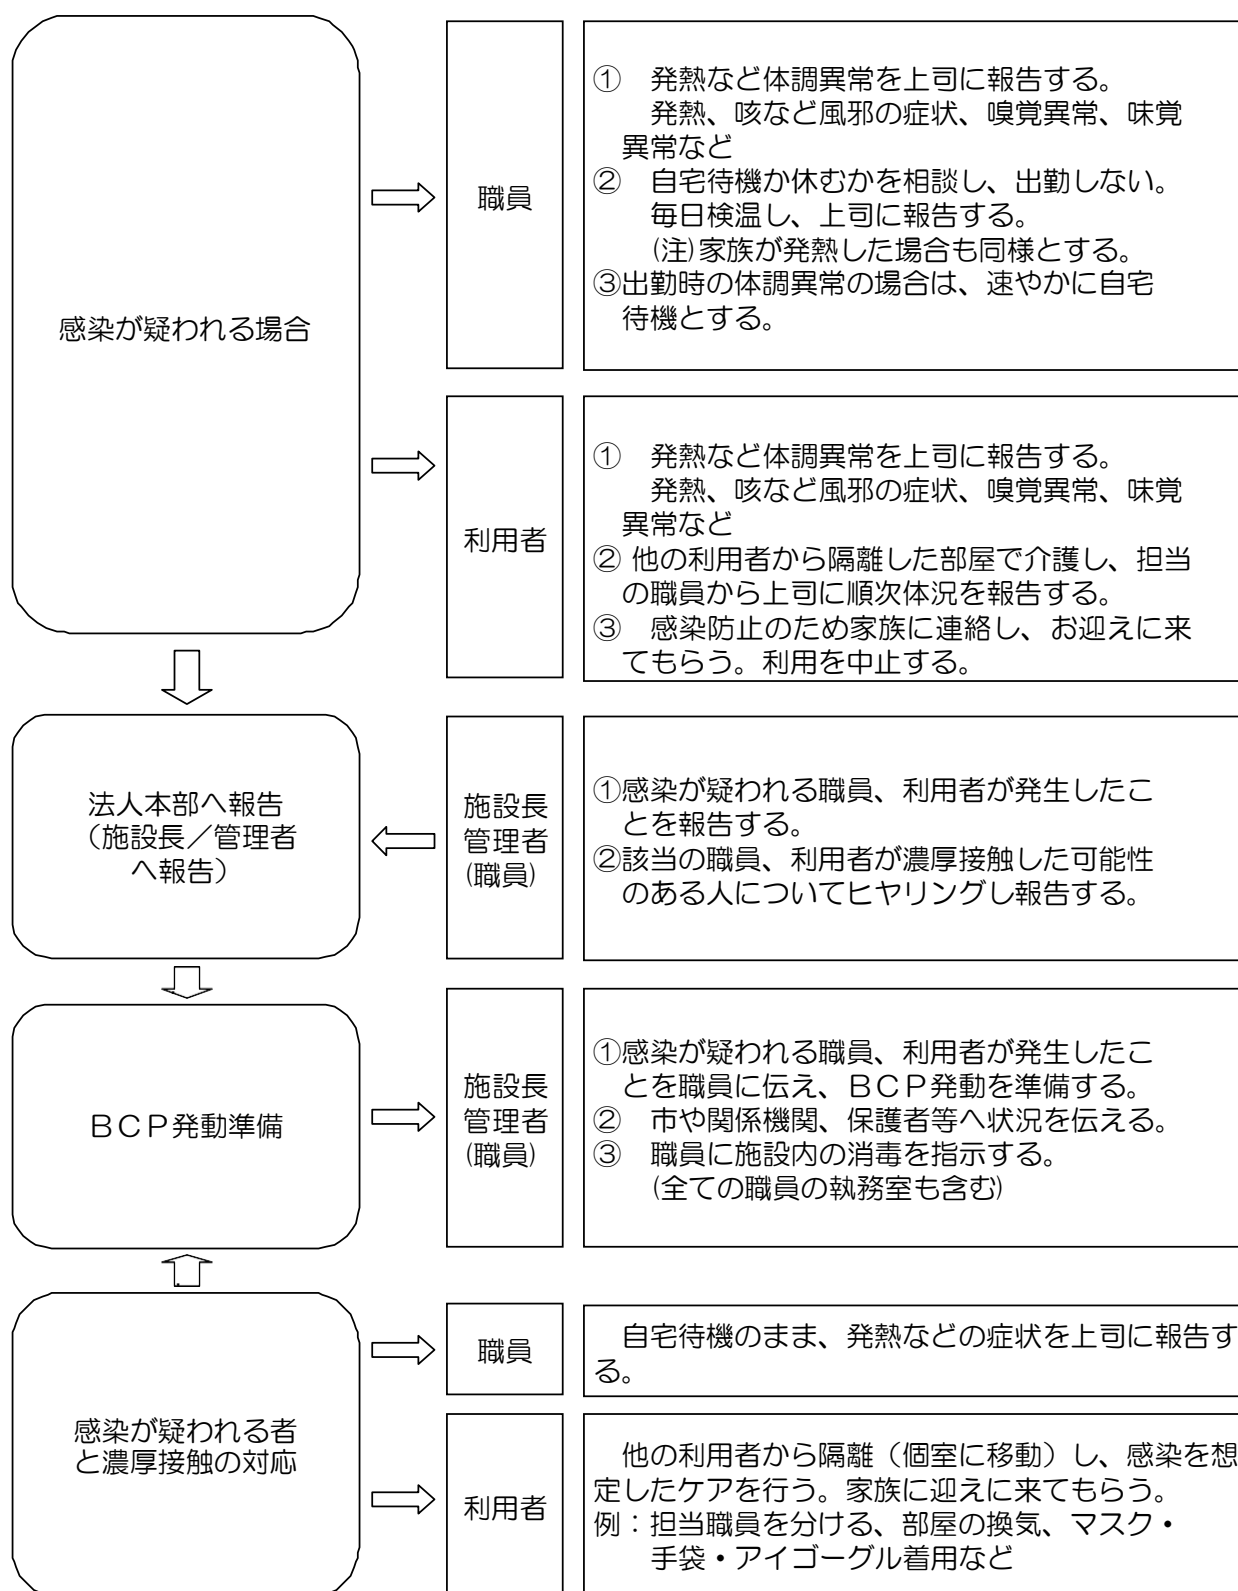 感染が疑われる場合
職員
① 発熱など体調異常を上司に報告する。
発熱、咳など風邪の症状、嗅覚異常、味覚
異常など
② 自宅待機か休むかを相談し、出勤しない。
毎日検温し、上司に報告する。
(注)家族が発熱した場合も同様とする。
③出勤時の体調異常の場合は、速やかに自宅
待機とする。
利用者
① 発熱など体調異常を上司に報告する。
発熱、咳など風邪の症状、嗅覚異常、味覚
異常など
② 他の利用者から隔離した部屋で介護し、担当
の職員から上司に順次体況を報告する。
③ 感染防止のため家族に連絡し、お迎えに来
てもらう。利用を中止する。
法人本部へ報告
（施設長／管理者
へ報告）
施設長
管理者
(職員)
①感染が疑われる職員、利用者が発生したこ
とを報告する。
②該当の職員、利用者が濃厚接触した可能性
のある人についてヒヤリングし報告する。
ＢＣＰ発動準備
施設長
管理者
(職員)
①感染が疑われる職員、利用者が発生したこ
とを職員に伝え、ＢＣＰ発動を準備する。
② 市や関係機関、保護者等へ状況を伝える。
③ 職員に施設内の消毒を指示する。
(全ての職員の執務室も含む)
感染が疑われる者
と濃厚接触の対応
職員
自宅待機のまま、発熱などの症状を上司に報告す
る。
利用者
他の利用者から隔離（個室に移動）し、感染を想
定したケアを行う。家族に迎えに来てもらう。
例：担当職員を分ける、部屋の換気、マスク・
手袋・アイゴーグル着用など